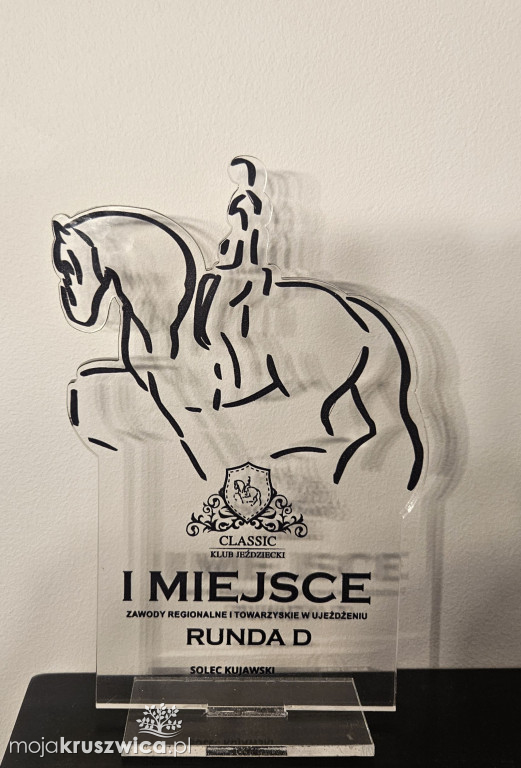 CLASSIC
KLUB JEŹDZIECKI
I MIEJSCE
ZAWODY REGIONALNE I TOWARZYSKIE W UJEŻDŻENIU
RUNDA D
SOLEC KUJAWSKI
mojakruszwica.pl